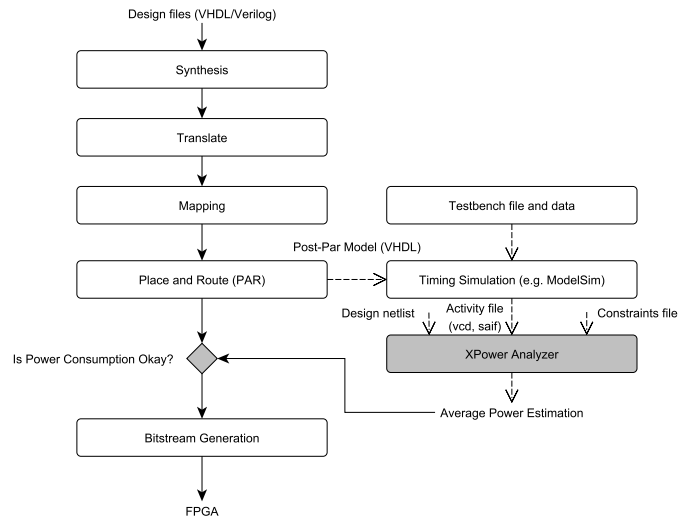 Design files (VHDL/Verilog)
Synthesis
Translate
Mapping
Testbench file and data
Post-Par Model (VHDL)
Place and Route (PAR)
Timing Simulation (e.g. ModelSim)
Design netlist
Activity file
(vcd, saif)
Constraints file
XPower Analyzer
Is Power Consumption Okay?
Average Power Estimation
Bitstream Generation
FPGA